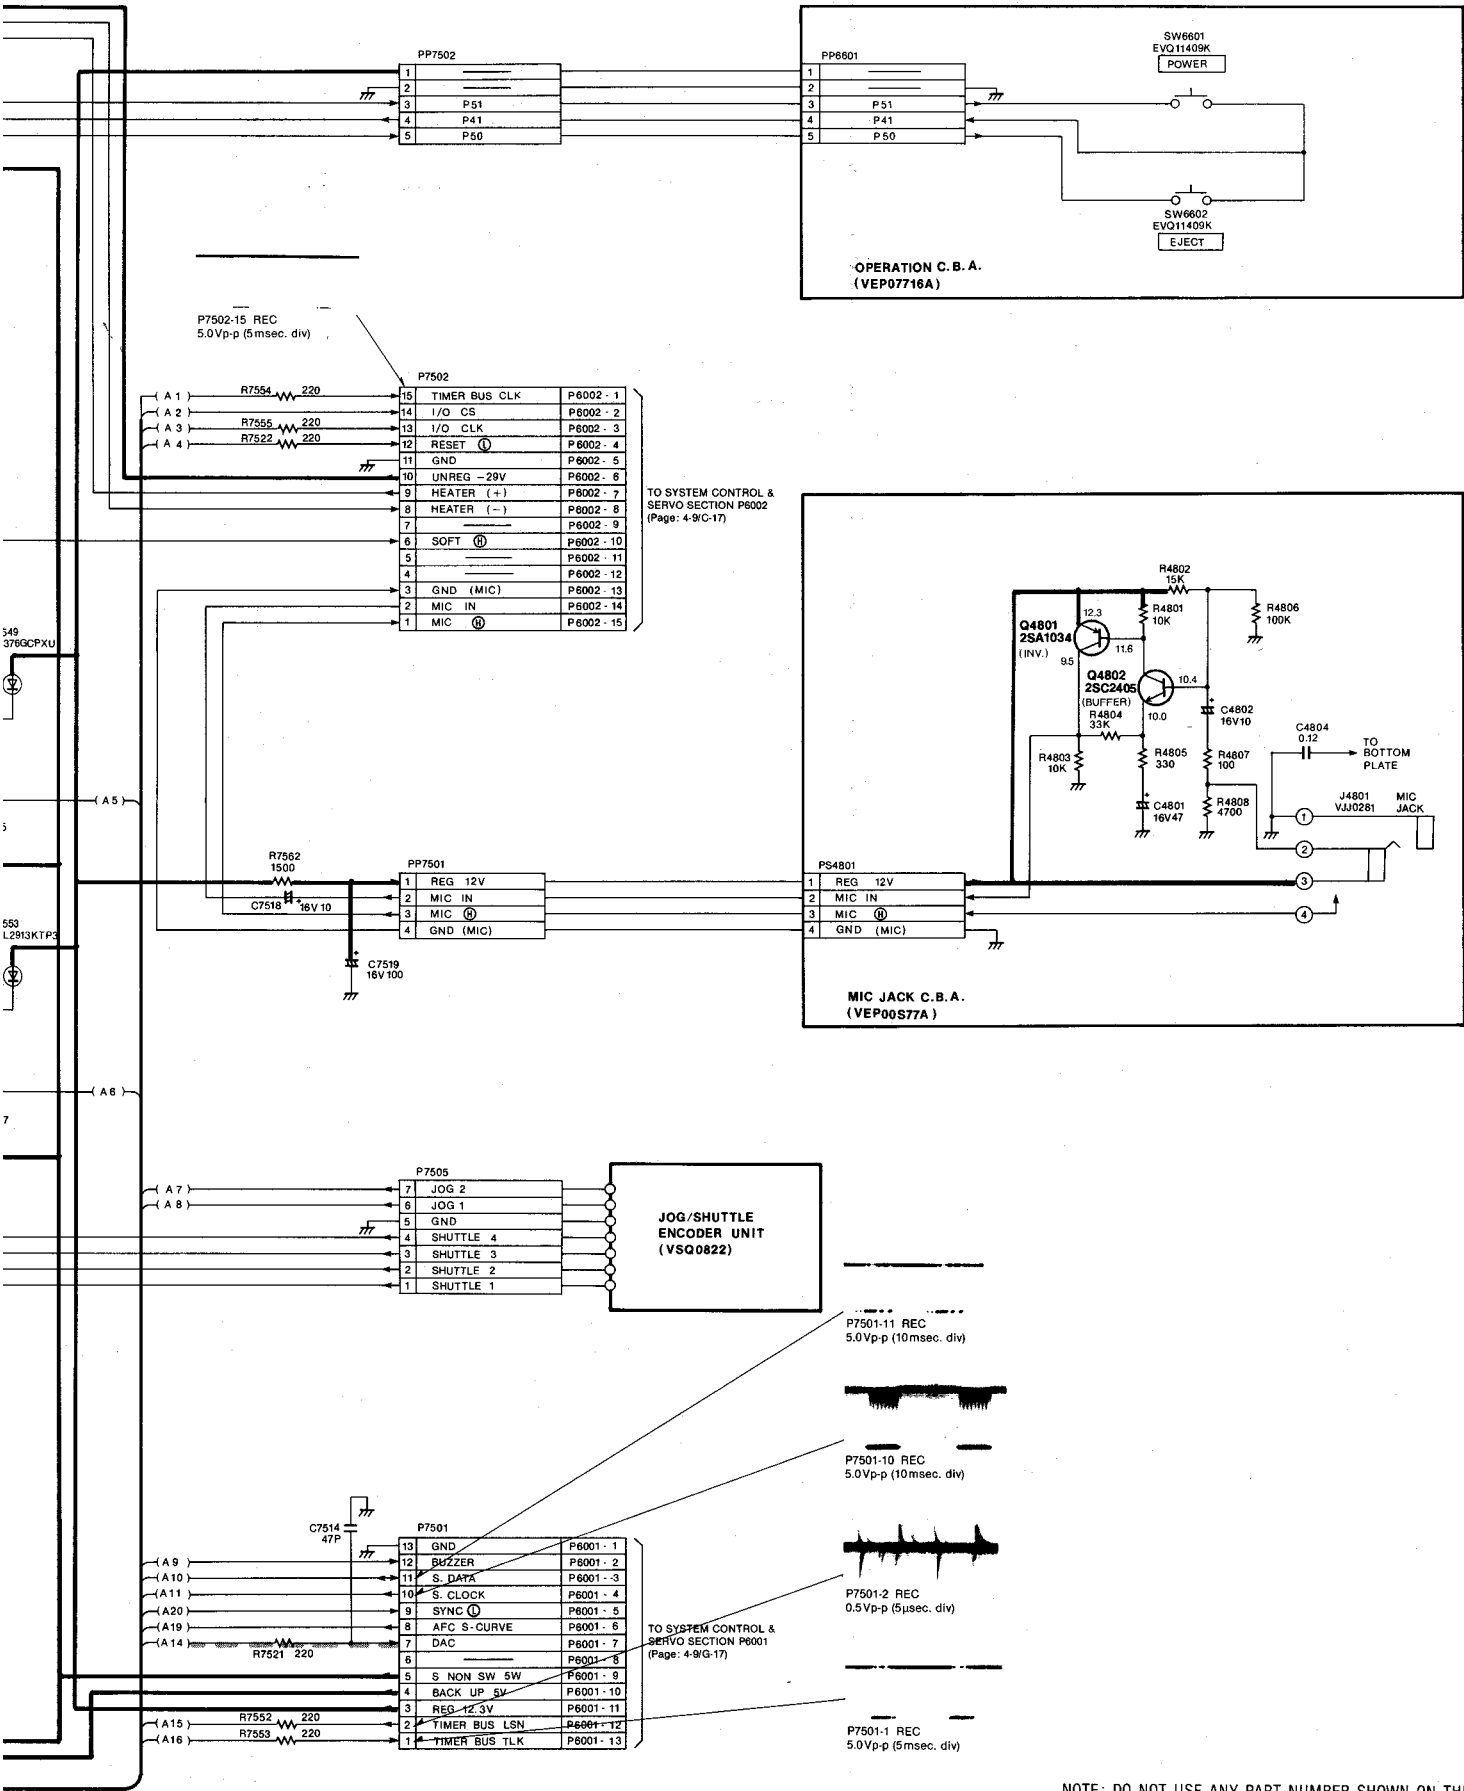 PP7502
1
2
3 P51
4 P41
5 P50
PP6601
1
2
3 P51
4 P41
5 P50
SW6601
EVQ11409K
POWER
SW6602
EVQ11409K
EJECT
OPERATION C.B.A.
(VEP07716A)
P7502-15 REC
5.0Vp-p (5msec. div)
P7502
(A1) R7554 220 15 TIMER BUS CLK P6002-1
(A2) 14 I/O CS P6002-2
(A3) R7555 220 13 I/O CLK P6002-3
(A4) R7522 220 12 RESET Ⓛ P6002-4
11 GND P6002-5
10 UNREG -29V P6002-6
9 HEATER (+) P6002-7
8 HEATER (-) P6002-8
7 P6002-9
6 SOFT Ⓗ P6002-10
5 P6002-11
4 P6002-12
3 GND (MIC) P6002-13
2 MIC IN P6002-14
1 MIC Ⓗ P6002-15
TO SYSTEM CONTROL &
SERVO SECTION P6002
(Page: 4-9/C-17)
549
376GCPXU
(A5)
5
R7562
1500
C7518 + 16V10
553
L2913KTP3
PP7501
1 REG 12V
2 MIC IN
3 MIC Ⓗ
4 GND (MIC)
C7519
16V100
PS4801
1 REG 12V
2 MIC IN
3 MIC Ⓗ
4 GND (MIC)
R4802
15K
R4801
10K
R4806
100K
Q4801
2SA1034
(INV.)
12.3
11.6
9.5
Q4802
2SC2405
(BUFFER)
10.4
10.0
R4804
33K
R4803
10K
R4805
330
C4801
16V47
C4802
16V10
R4807
100
R4808
4700
C4804
0.12
TO
BOTTOM
PLATE
J4801
VJJ0281
MIC
JACK
1
2
3
4
MIC JACK C.B.A.
(VEP00S77A)
(A6)
7
P7505
(A7) 7 JOG 2
(A8) 6 JOG 1
5 GND
4 SHUTTLE 4
3 SHUTTLE 3
2 SHUTTLE 2
1 SHUTTLE 1
JOG/SHUTTLE
ENCODER UNIT
(VSQ0822)
P7501-11 REC
5.0Vp-p (10msec. div)
P7501-10 REC
5.0Vp-p (10msec. div)
P7501-2 REC
0.5Vp-p (5μsec. div)
P7501-1 REC
5.0Vp-p (5msec. div)
C7514
47P
P7501
13 GND P6001-1
(A9) 12 BUZZER P6001-2
(A10) 11 S. DATA P6001-3
(A11) 10 S. CLOCK P6001-4
(A20) 9 SYNC Ⓛ P6001-5
(A19) 8 AFC S-CURVE P6001-6
(A14) R7521 220 7 DAC P6001-7
6 P6001-8
5 S NON SW 5W P6001-9
4 BACK UP 5V P6001-10
3 REG 12.3V P6001-11
(A15) R7552 220 2 TIMER BUS LSN P6001-12
(A16) R7553 220 1 TIMER BUS TLK P6001-13
TO SYSTEM CONTROL &
SERVO SECTION P6001
(Page: 4-9/G-17)
NOTE: DO NOT USE ANY PART NUMBER SHOWN ON